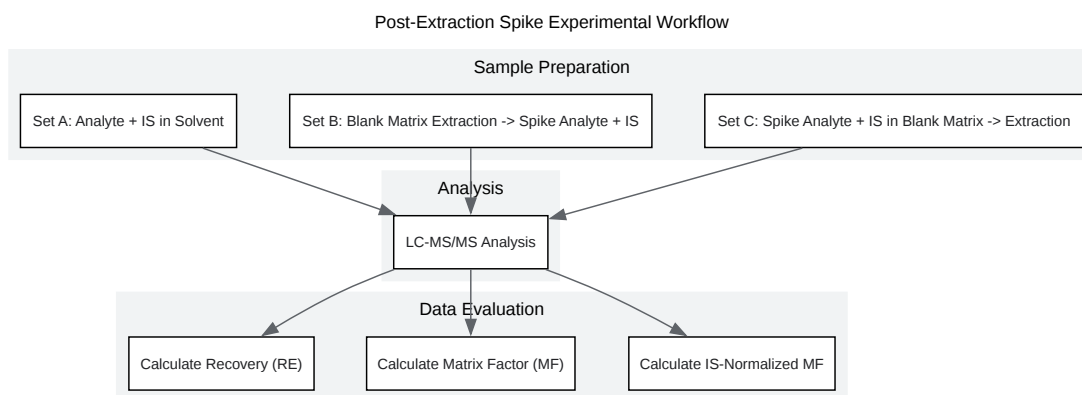 Post-Extraction Spike Experimental Workflow
Sample Preparation
Set A: Analyte + IS in Solvent
Set B: Blank Matrix Extraction -> Spike Analyte + IS
Set C: Spike Analyte + IS in Blank Matrix -> Extraction
Analysis
LC-MS/MS Analysis
Data Evaluation
Calculate Recovery (RE)
Calculate Matrix Factor (MF)
Calculate IS-Normalized MF